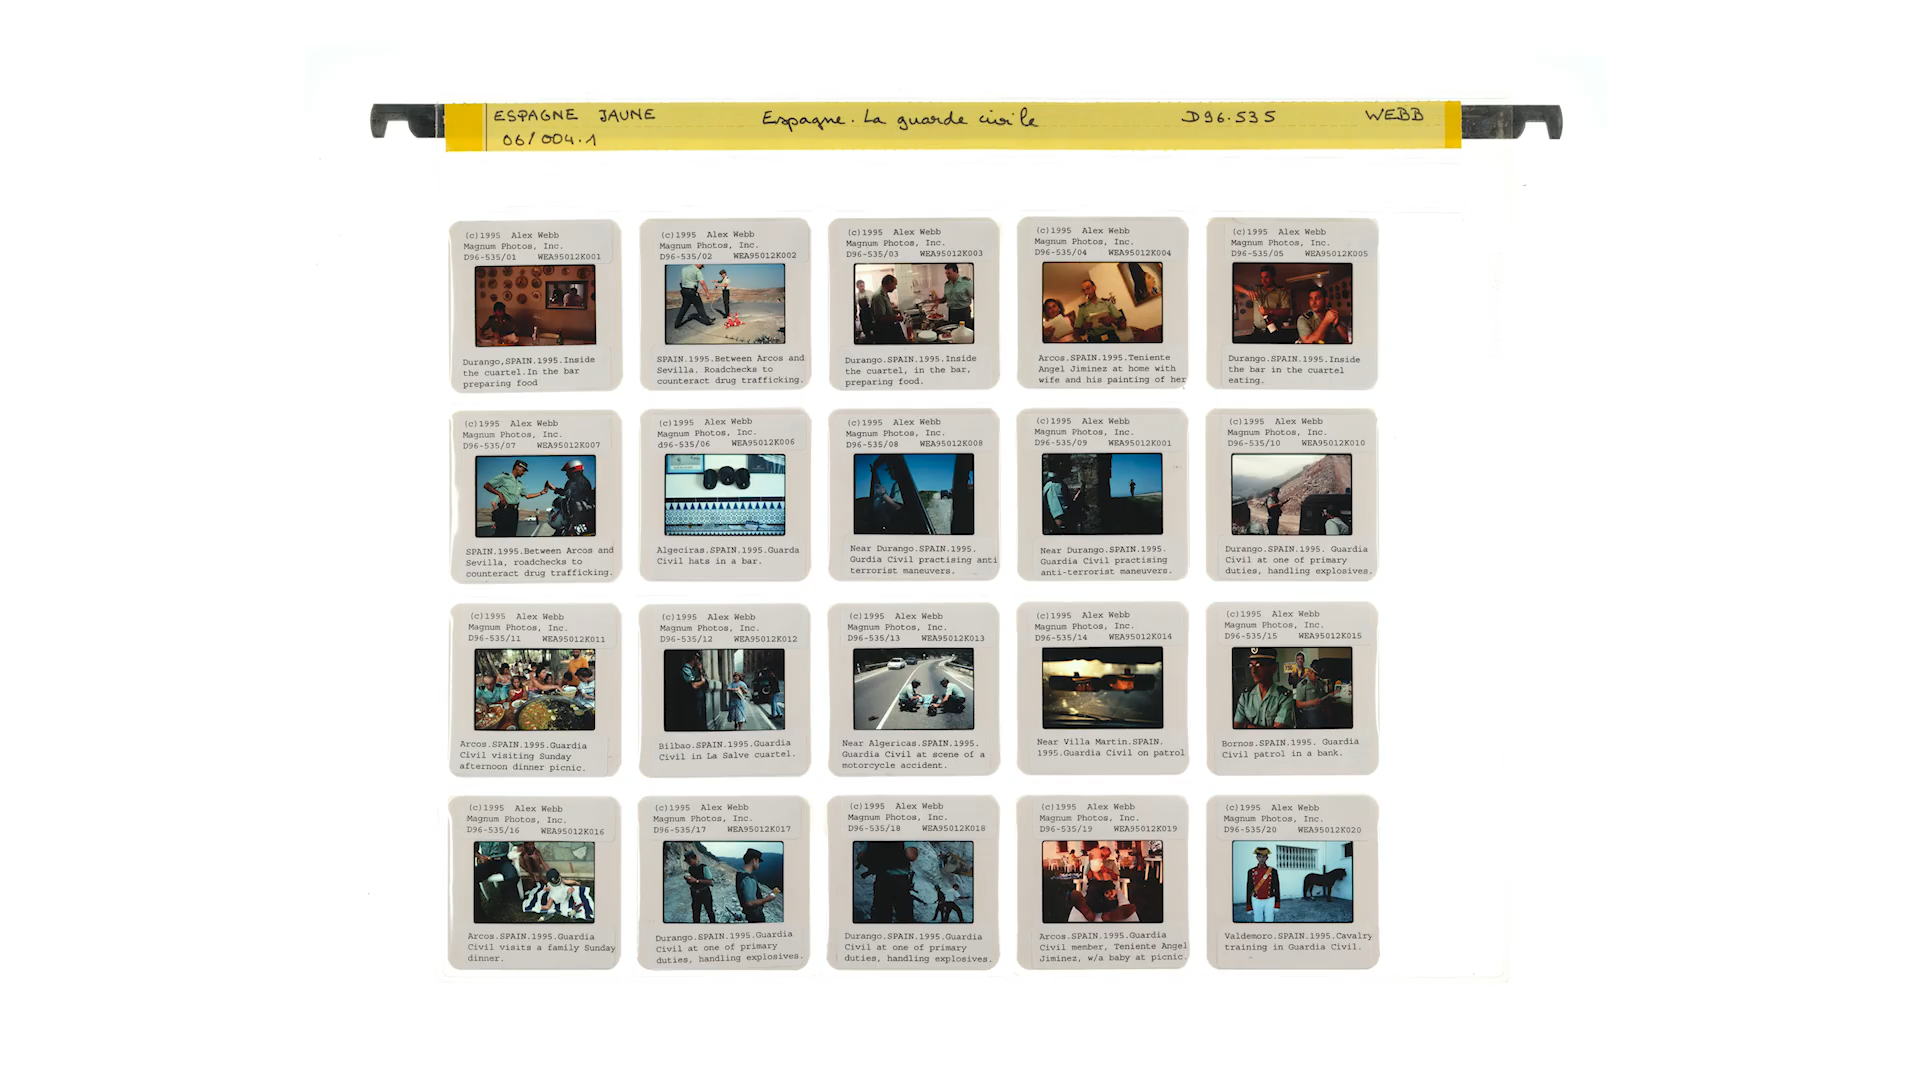 ESPAGNE JAUNE
06/004.1
Espagne. La guarde civile
D96.535
WEBB
(c)1995 Alex Webb
Magnum Photos, Inc.
D96-535/01 WEA95012K001
Durango,SPAIN.1995.Inside
the cuartel.In the bar
preparing food
(c)1995 Alex Webb
Magnum Photos, Inc.
D96-535/02 WEA95012K002
SPAIN.1995.Between Arcos and
Sevilla. Roadchecks to
counteract drug trafficking.
(c)1995 Alex Webb
Magnum Photos, Inc.
D96-535/03 WEA95012K003
Durango.SPAIN.1995.Inside
the cuartel, in the bar,
preparing food.
(c)1995 Alex Webb
Magnum Photos, Inc.
D96-535/04 WEA95012K004
Arcos.SPAIN.1995.Teniente
Angel Jiminez at home with
wife and his painting of her
(c)1995 Alex Webb
Magnum Photos, Inc.
D96-535/05 WEA95012K005
Durango.SPAIN.1995.Inside
the bar in the cuartel
eating.
(c)1995 Alex Webb
Magnum Photos, Inc.
D96-535/07 WEA95012K007
SPAIN.1995.Between Arcos and
Sevilla, roadchecks to
counteract drug trafficking.
(c)1995 Alex Webb
Magnum Photos, Inc.
d96-535/06 WEA95012K006
Algeciras.SPAIN.1995.Guarda
Civil hats in a bar.
(c)1995 Alex Webb
Magnum Photos, Inc.
D96-535/08 WEA95012K008
Near Durango.SPAIN.1995.
Gurdia Civil practising anti
terrorist maneuvers.
(c)1995 Alex Webb
Magnum Photos, Inc.
D96-535/09 WEA95012K001
Near Durango.SPAIN.1995.
Guardia Civil practising
anti-terrorist maneuvers.
(c)1995 Alex Webb
Magnum Photos, Inc.
D96-535/10 WEA95012K010
Durango.SPAIN.1995. Guardia
Civil at one of primary
duties, handling explosives.
(c)1995 Alex Webb
Magnum Photos, Inc.
D96-535/11 WEA95012K011
Arcos.SPAIN.1995.Guardia
Civil visiting Sunday
afternoon dinner picnic.
(c)1995 Alex Webb
Magnum Photos, Inc.
D96-535/12 WEA95012K012
Bilbao.SPAIN.1995.Guardia
Civil in La Salve cuartel.
(c)1995 Alex Webb
Magnum Photos, Inc.
D96-535/13 WEA95012K013
Near Algericas.SPAIN.1995.
Guardia Civil at scene of a
motorcycle accident.
(c)1995 Alex Webb
Magnum Photos, Inc.
D96-535/14 WEA95012K014
Near Villa Martin.SPAIN.
1995.Guardia Civil on patrol
(c)1995 Alex Webb
Magnum Photos, Inc.
D96-535/15 WEA95012K015
Bornos.SPAIN.1995. Guardia
Civil patrol in a bank.
(c)1995 Alex Webb
Magnum Photos, Inc.
D96-535/16 WEA95012K016
Arcos.SPAIN.1995.Guardia
Civil visits a family Sunday
dinner.
(c)1995 Alex Webb
Magnum Photos, Inc.
D96-535/17 WEA95012K017
Durango.SPAIN.1995.Guardia
Civil at one of primary
duties, handling explosives.
(c)1995 Alex Webb
Magnum Photos, Inc.
D96-535/18 WEA95012K018
Durango.SPAIN.1995.Guardia
Civil at one of primary
duties, handling explosives.
(c)1995 Alex Webb
Magnum Photos, Inc.
D96-535/19 WEA95012K019
Arcos.SPAIN.1995.Guardia
Civil member, Teniente Angel
Jiminez, w/a baby at picnic.
(c)1995 Alex Webb
Magnum Photos, Inc.
D96-535/20 WEA95012K020
Valdemoro.SPAIN.1995.Cavalry
training in Guardia Civil.